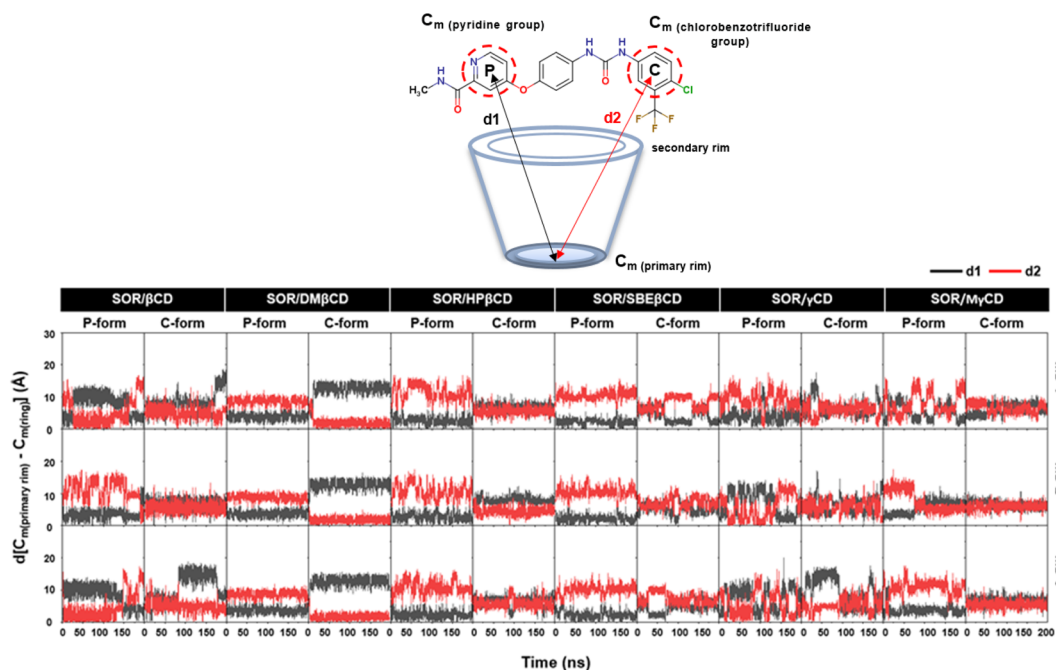 Cm (pyridine group)
Cm (chlorobenzotrifluoride group)
H
N
H3C
O
N
P
O
H
N
O
H
N
C
Cl
F
F
F
d1
d2
secondary rim
Cm (primary rim)
d1 d2
SOR/βCD SOR/DMβCD SOR/HPβCD SOR/SBEβCD SOR/γCD SOR/MγCD
P-form C-form P-form C-form P-form C-form P-form C-form P-form C-form P-form C-form
d[Cm(primary rim) - Cm(ring)] (A)
30
20
10
0
20
10
0
20
10
0
0 50 100 150 0 50 100 150 0 50 100 150 0 50 100 150 0 50 100 150 0 50 100 150 0 50 100 150 0 50 100 150 0 50 100 150 0 50 100 150 0 50 100 150 0 50 100 150 200
Time (ns)